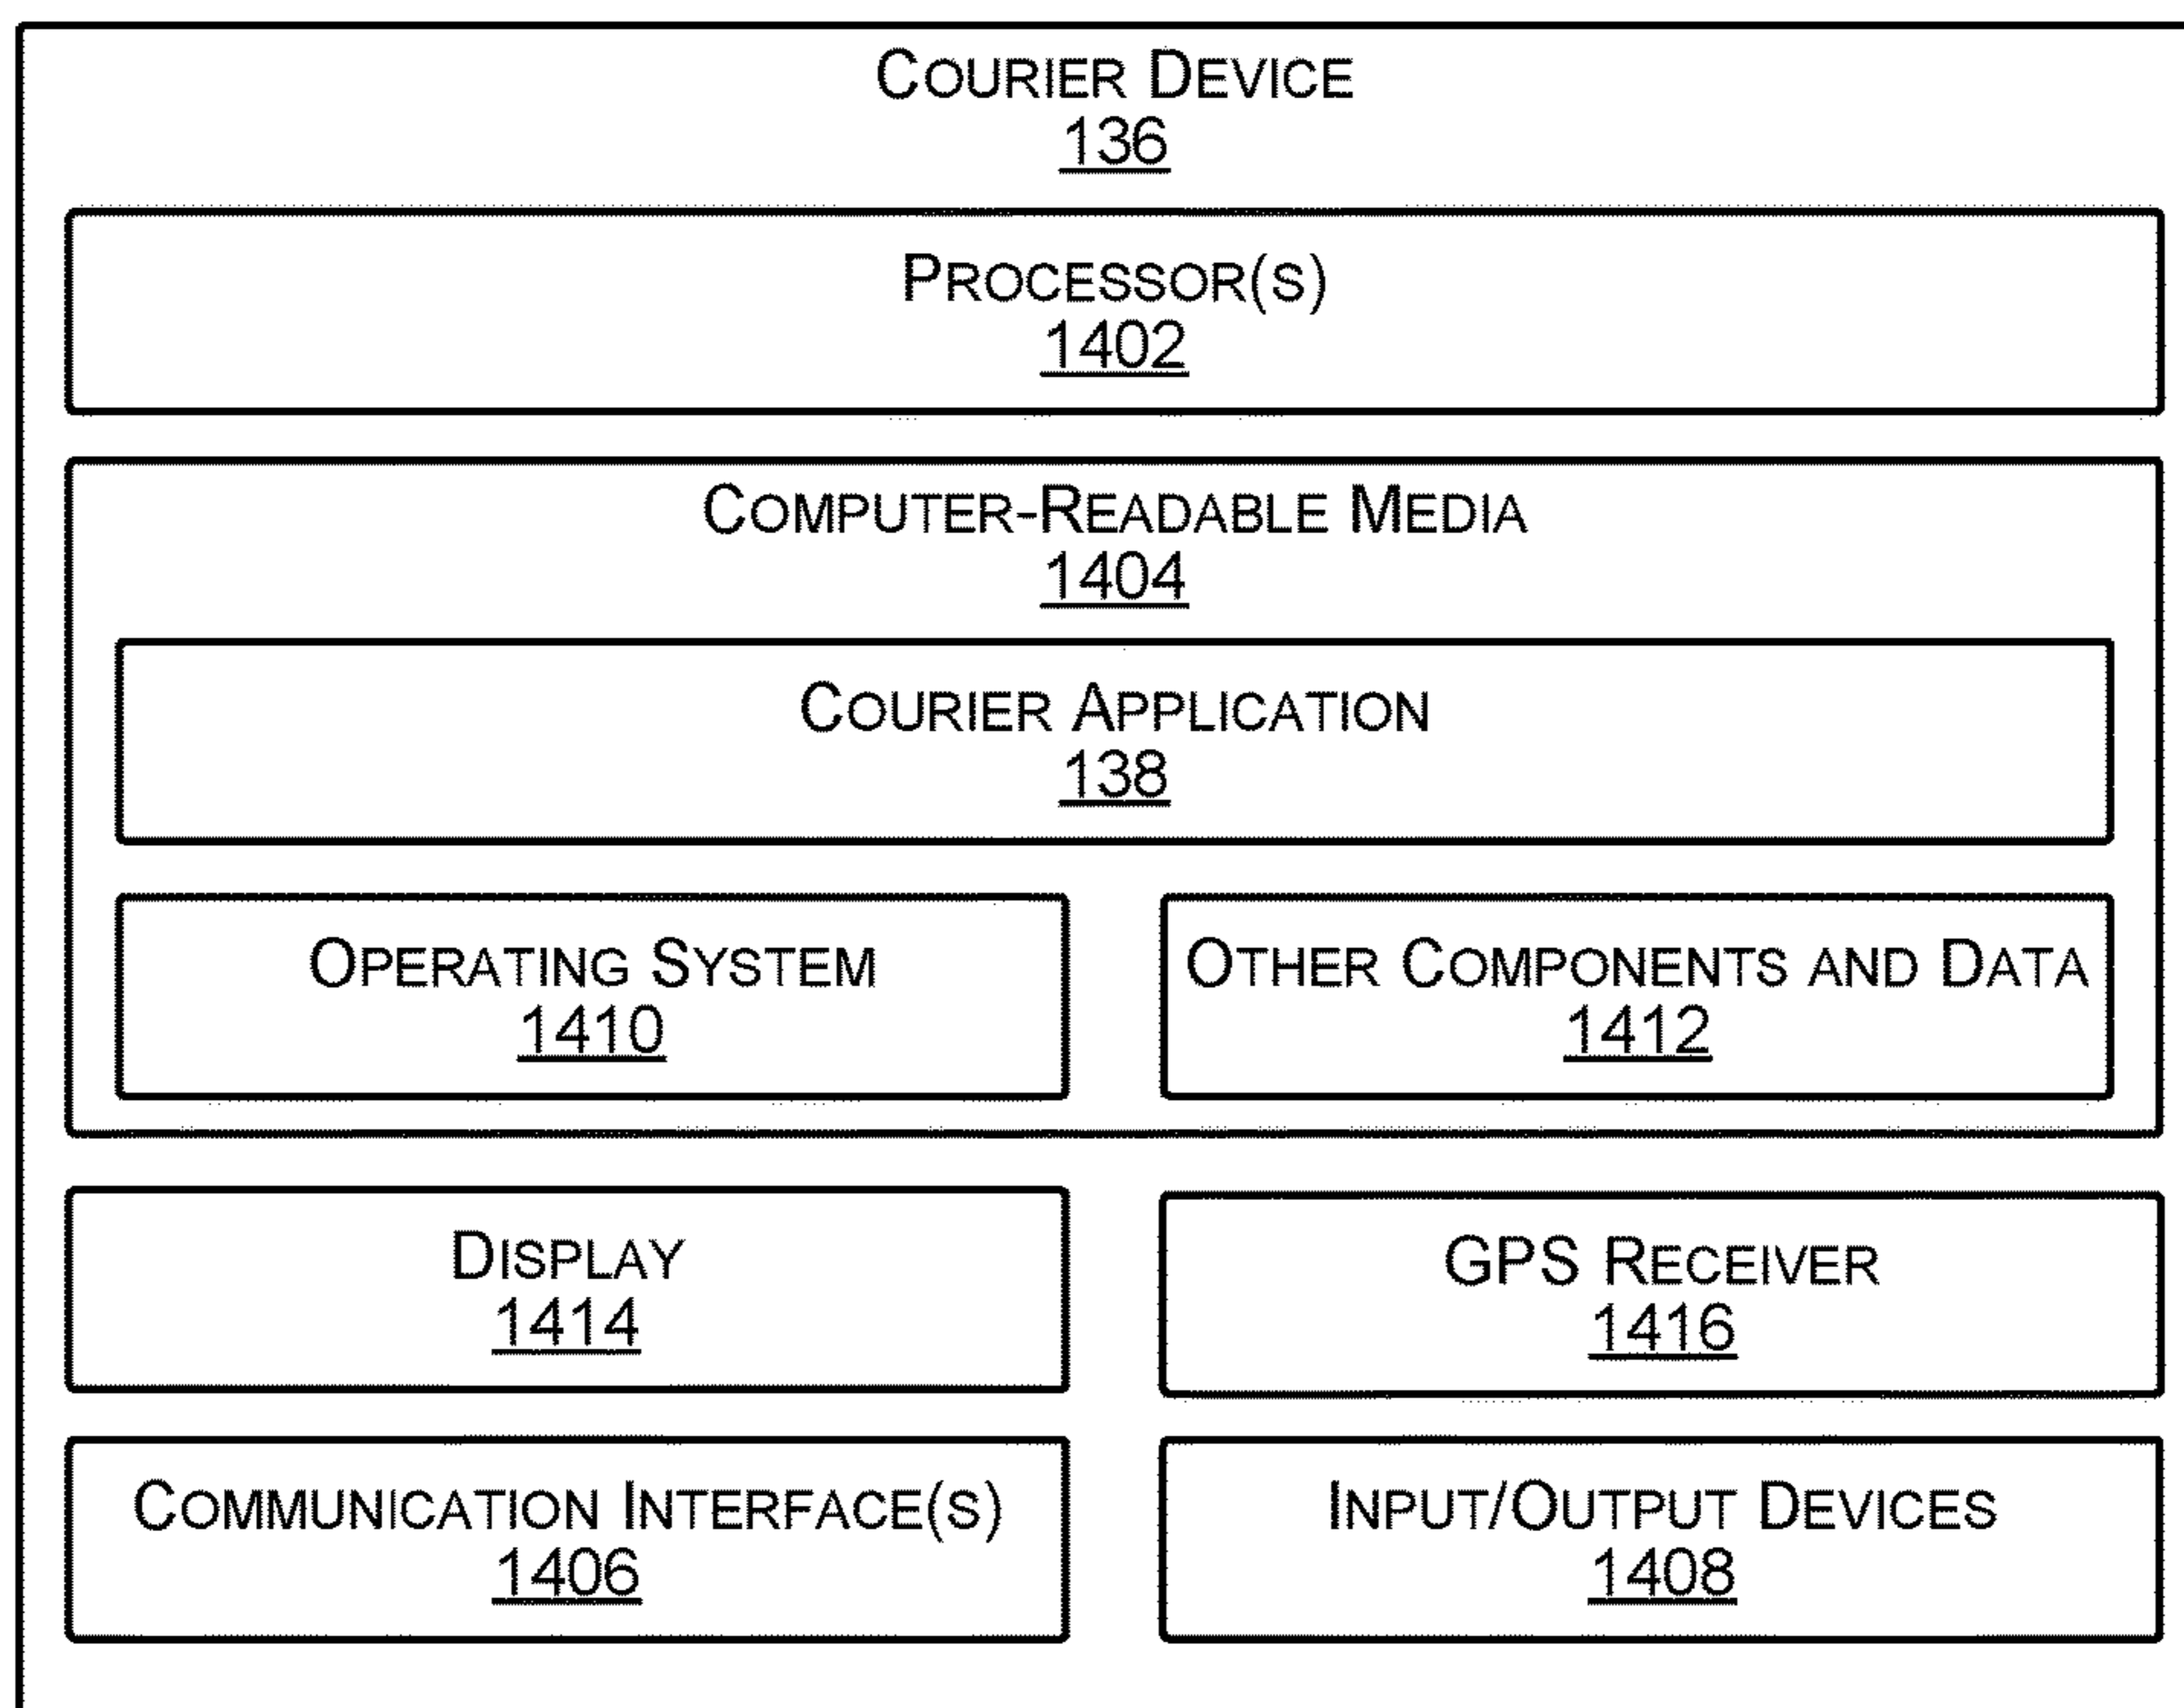 COURIER DEVICE
136
PROCESSOR(S)
1402
COMPUTER-READABLE MEDIA
1404
COURIER APPLICATION
138
OPERATING SYSTEM
1410
OTHER COMPONENTS AND DATA
1412
DISPLAY
1414
GPS RECEIVER
1416
COMMUNICATION INTERFACE(S)
1406
INPUT/OUTPUT DEVICES
1408